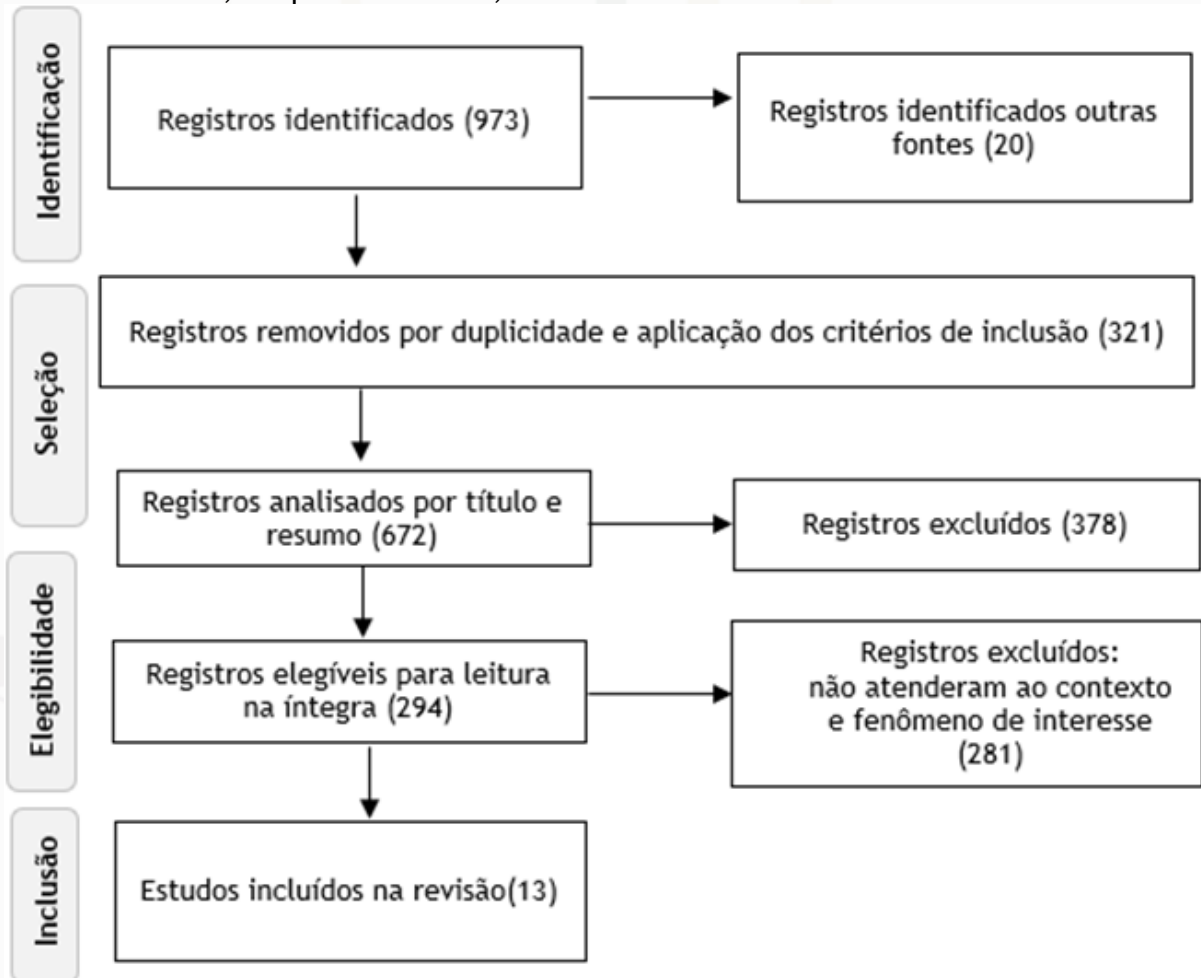 Identificação
Registros identificados (973)
Registros identificados outras
fontes (20)
Seleção
Registros removidos por duplicidade e aplicação dos critérios de inclusão (321)
Registros analisados por título e
resumo (672)
Registros excluídos (378)
Elegibilidade
Registros elegíveis para leitura
na íntegra (294)
Registros excluídos:
não atenderam ao contexto
e fenômeno de interesse
(281)
Inclusão
Estudos incluídos na revisão(13)